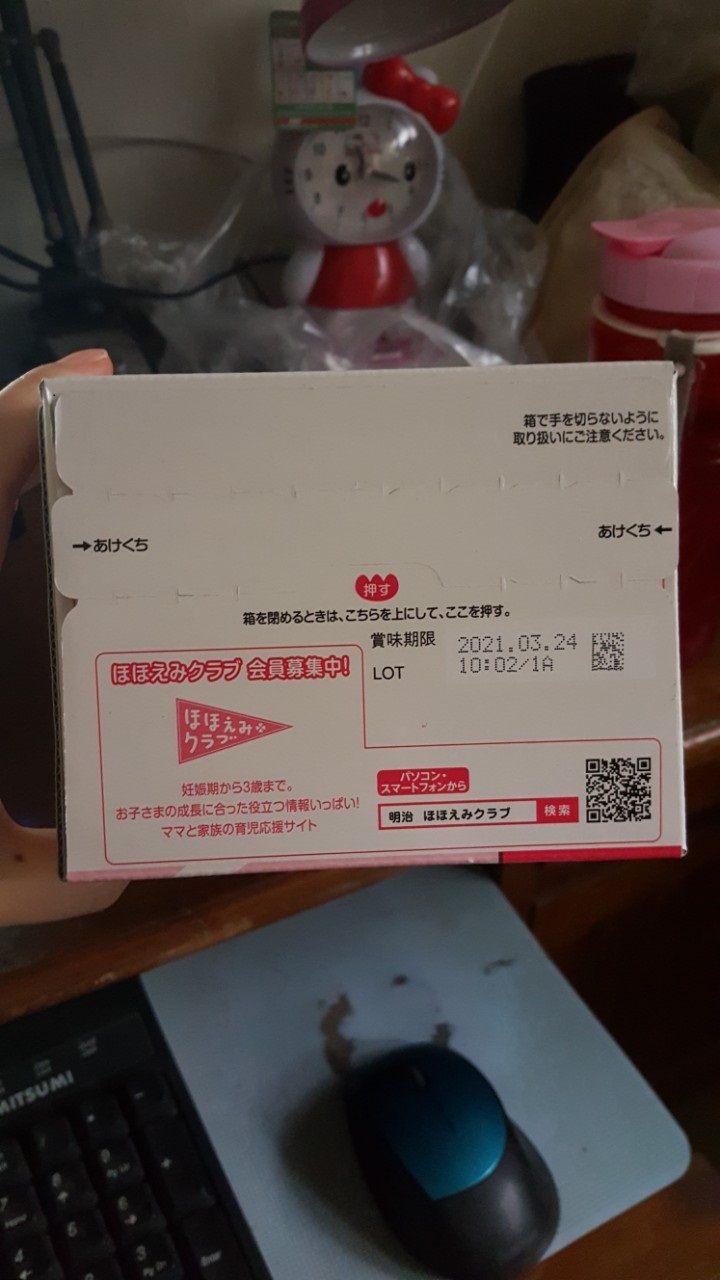 箱で手を切らないように
取り扱いにご注意ください。
→あけくち
あけくち←
押す
箱を閉めるときは、こちらを上にして、ここを押す。
賞味期限 2021.03.24
LOT 10:02/1A
ほほえみクラブ 会員募集中!
ほほえみ
クラブ
妊娠期から3歳まで。
お子さまの成長に合った役立つ情報いっぱい!
ママと家族の育児応援サイト
パソコン・
スマートフォンから
明治 ほほえみクラブ 検索
MITSUMI